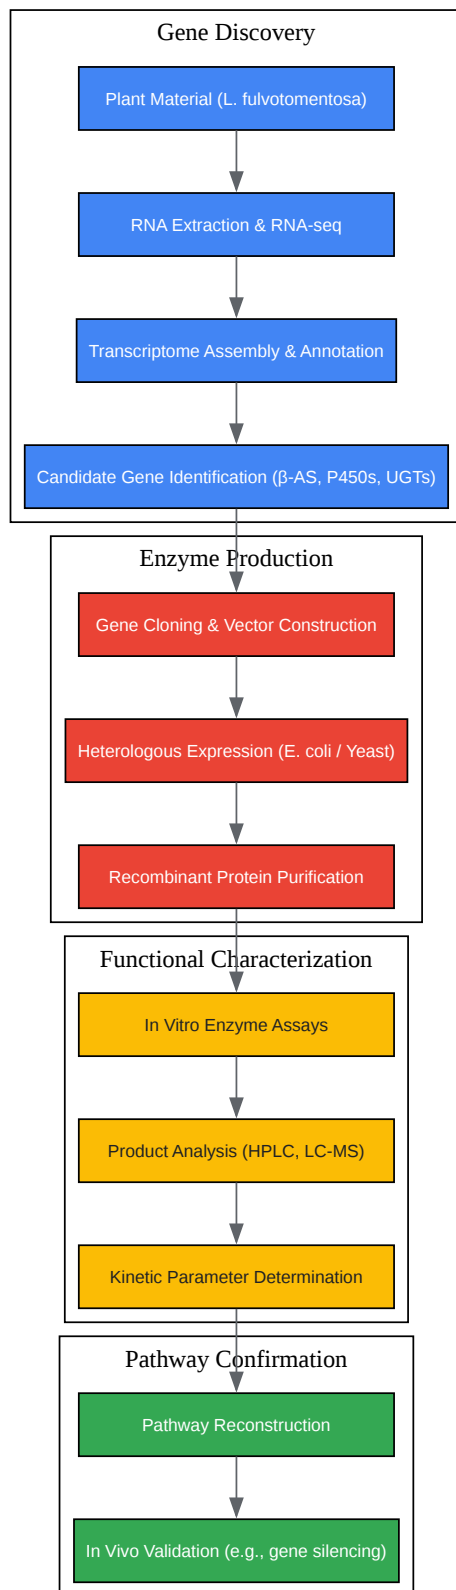 Gene Discovery
Plant Material (L. fulvotomentosa)
RNA Extraction & RNA-seq
Transcriptome Assembly & Annotation
Candidate Gene Identification (β-AS, P450s, UGTs)
Enzyme Production
Gene Cloning & Vector Construction
Heterologous Expression (E. coli / Yeast)
Recombinant Protein Purification
Functional Characterization
In Vitro Enzyme Assays
Product Analysis (HPLC, LC-MS)
Kinetic Parameter Determination
Pathway Confirmation
Pathway Reconstruction
In Vivo Validation (e.g., gene silencing)